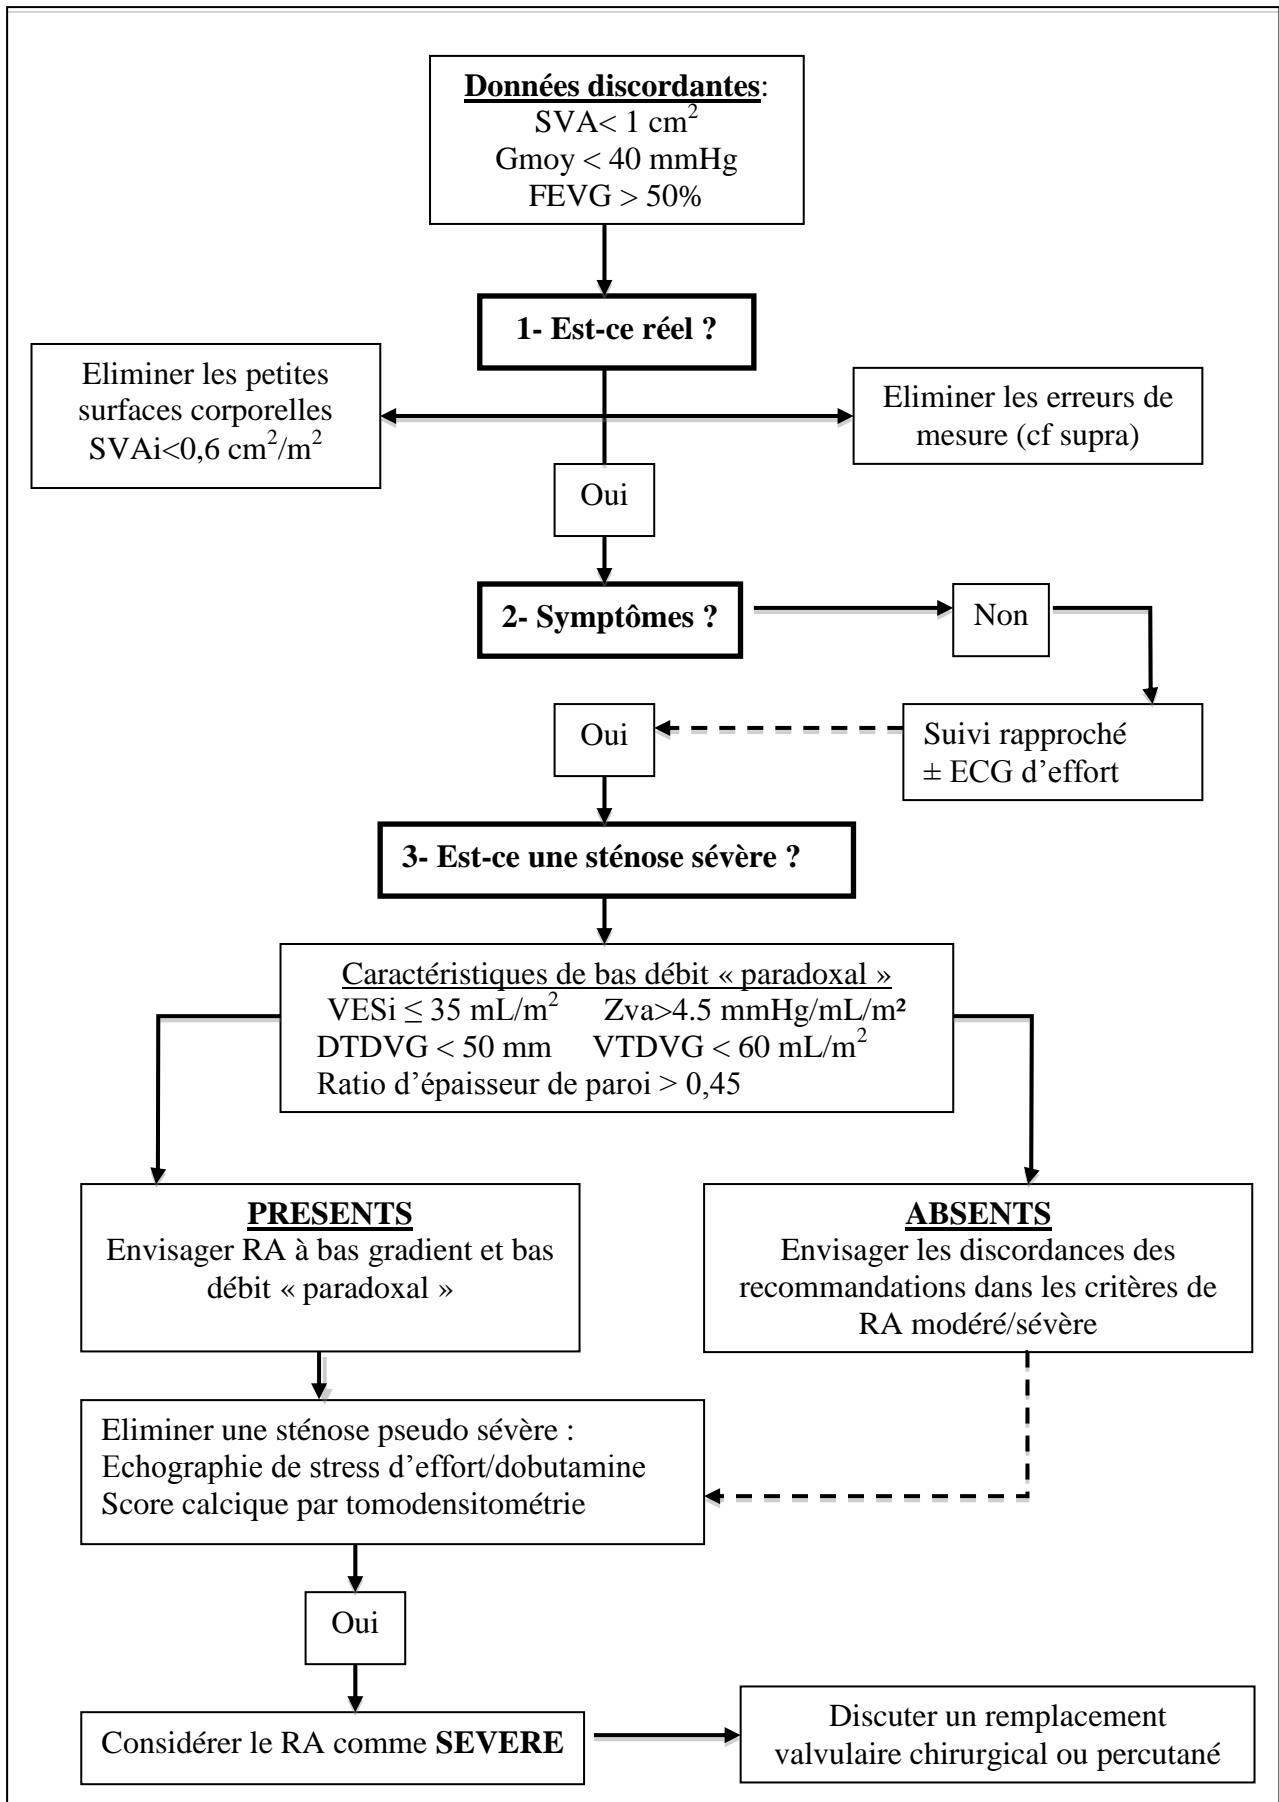 Données discordantes:
SVA< 1 cm²
Gmoy < 40 mmHg
FEVG > 50%
1- Est-ce réel ?
Eliminer les petites
surfaces corporelles
SVAi<0,6 cm²/m²
Eliminer les erreurs de
mesure (cf supra)
Oui
2- Symptômes ?
Non
Oui
Suivi rapproché
± ECG d’effort
3- Est-ce une sténose sévère ?
Caractéristiques de bas débit « paradoxal »
VESi ≤ 35 mL/m² Zva>4.5 mmHg/mL/m²
DTDVG < 50 mm VTDVG < 60 mL/m²
Ratio d’épaisseur de paroi > 0,45
PRESENTS
Envisager RA à bas gradient et bas
débit « paradoxal »
ABSENTS
Envisager les discordances des
recommandations dans les critères de
RA modéré/sévère
Eliminer une sténose pseudo sévère :
Echographie de stress d’effort/dobutamine
Score calcique par tomodensitométrie
Oui
Considérer le RA comme SEVERE
Discuter un remplacement
valvulaire chirurgical ou percutané